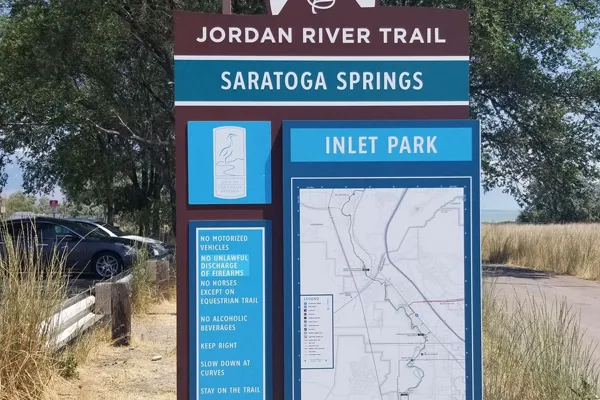 JORDAN RIVER TRAIL
SARATOGA SPRINGS
INLET PARK
NO MOTORIZED
VEHICLES
NO UNLAWFUL
DISCHARGE
OF FIREARMS
NO HORSES
EXCEPT ON
EQUESTRIAN TRAIL
NO ALCOHOLIC
BEVERAGES
KEEP RIGHT
SLOW DOWN AT
CURVES
STAY ON THE TRAIL
LEGEND